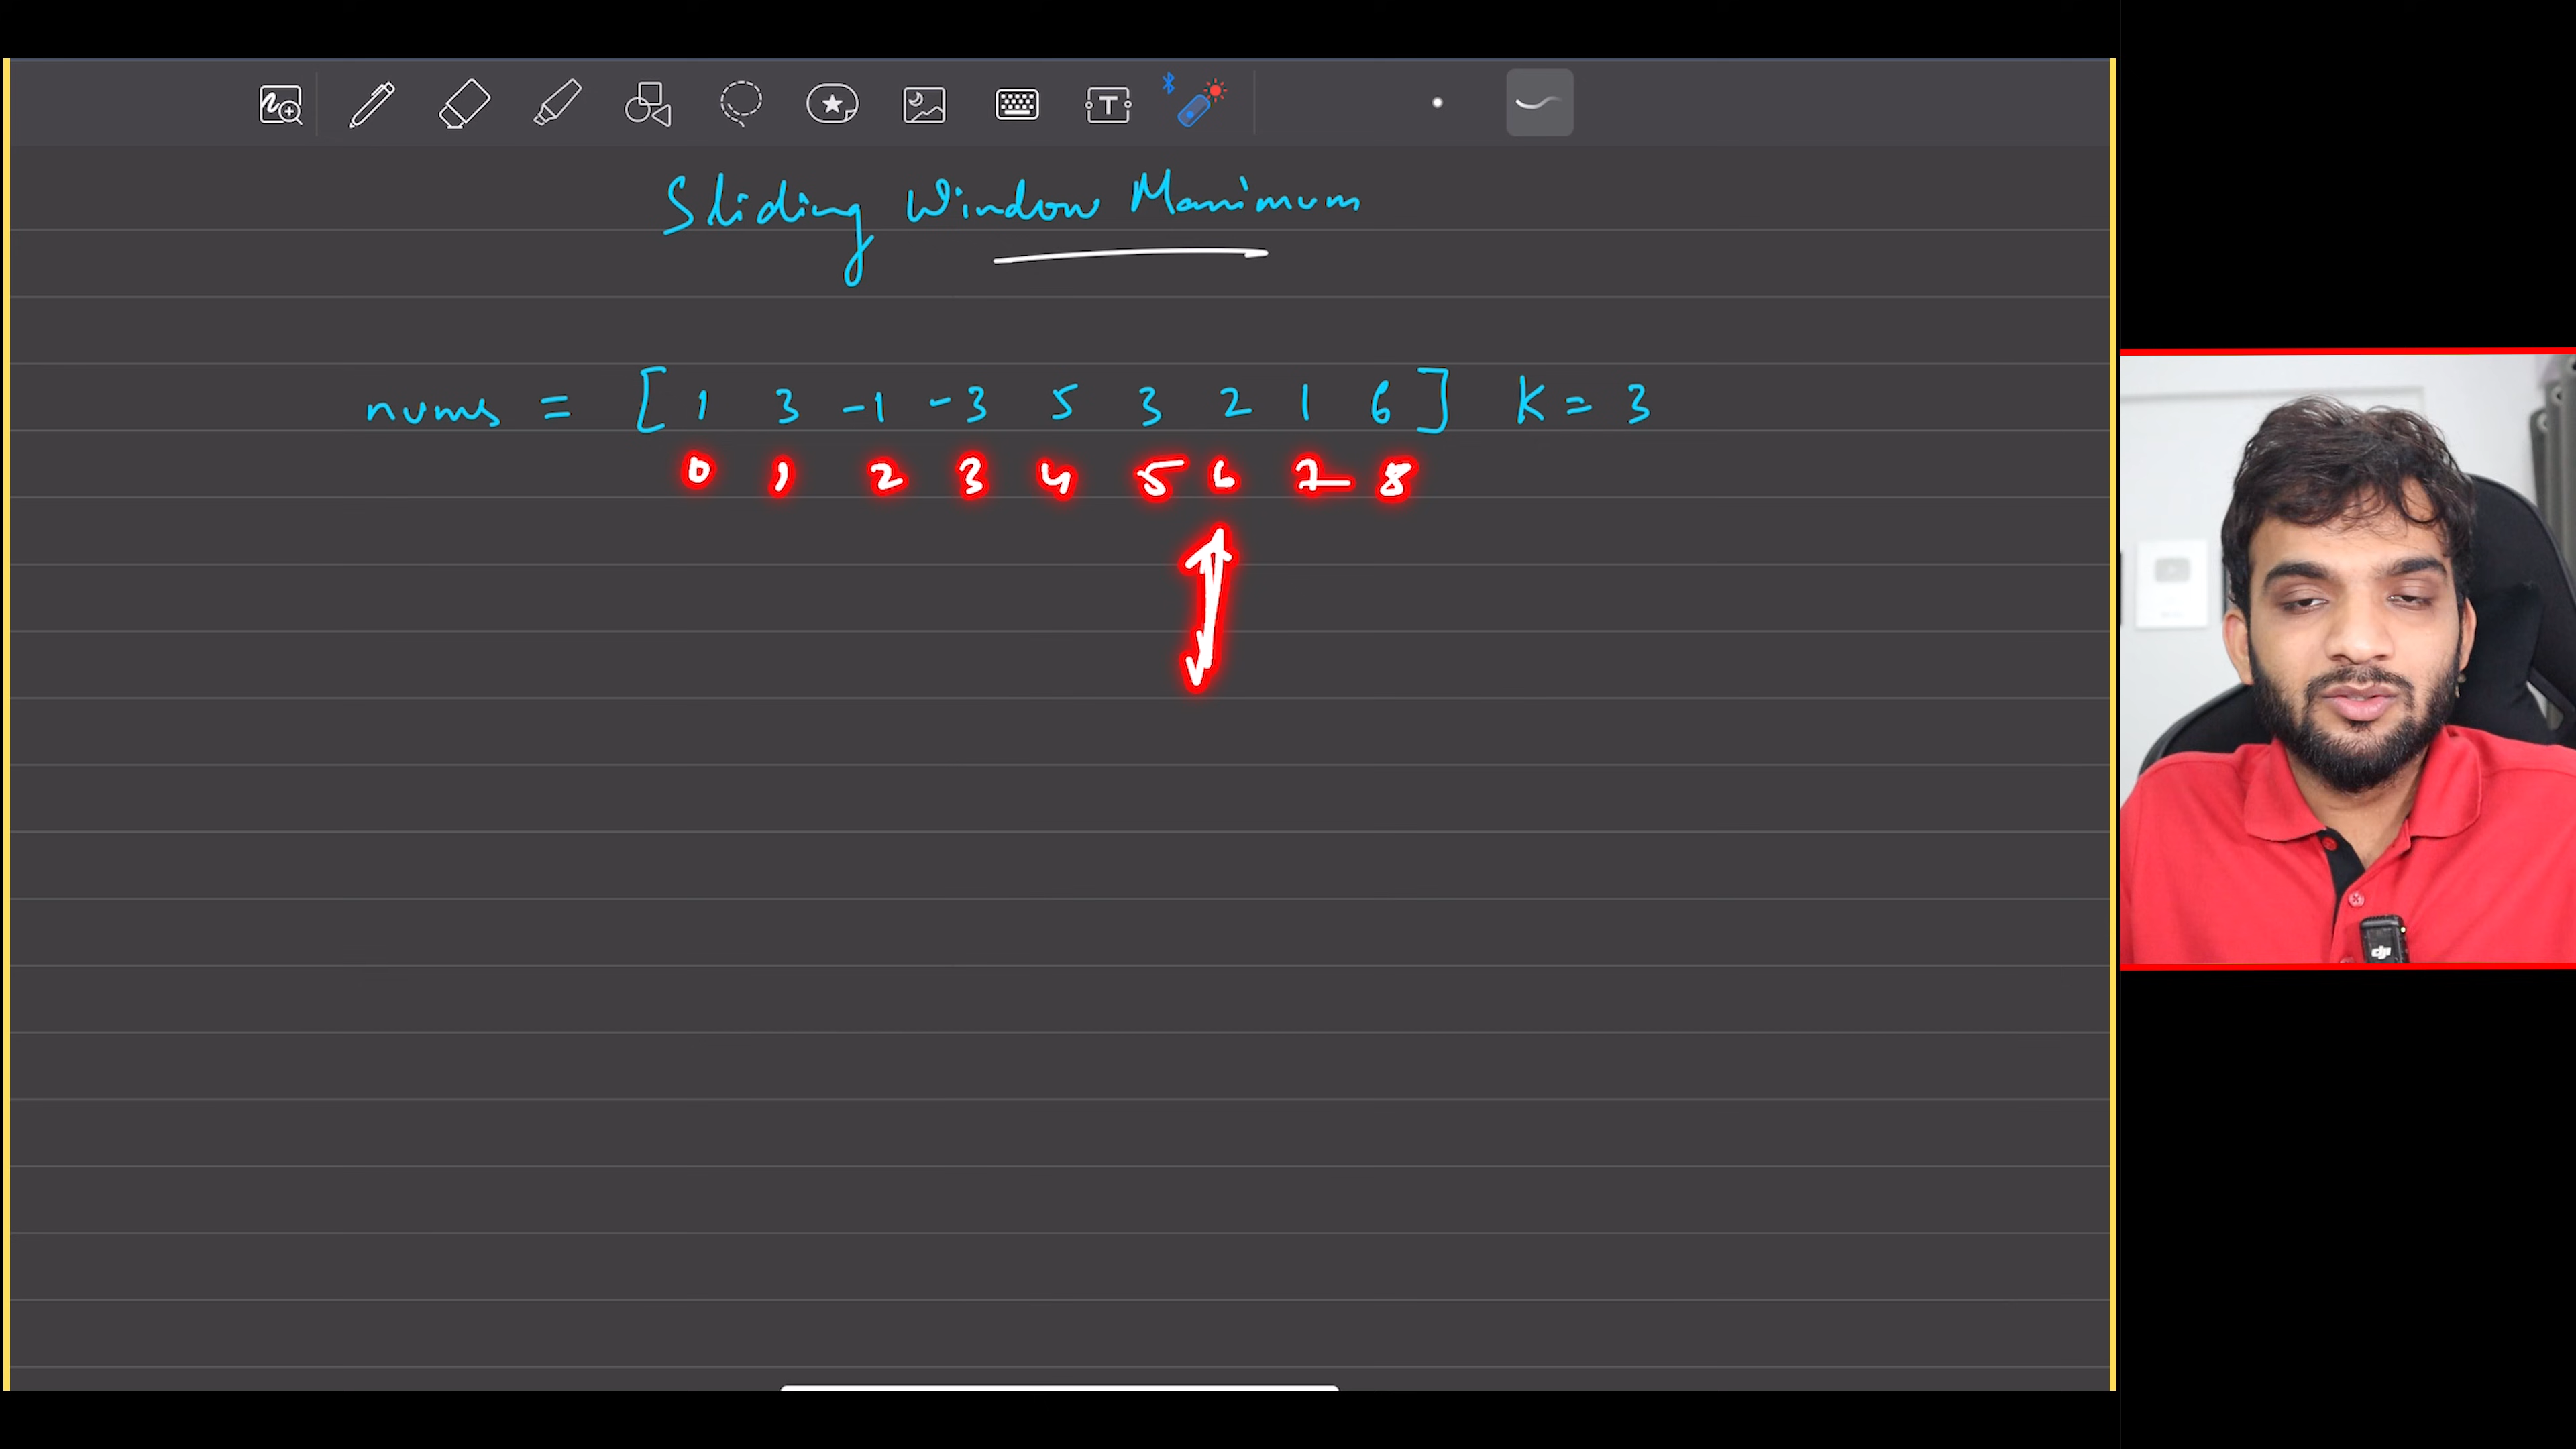 Sliding Window Maximum
nums = [ 1 3 -1 -3 5 3 2 1 6 ] K = 3
0 1 2 3 4 5 6 7 8